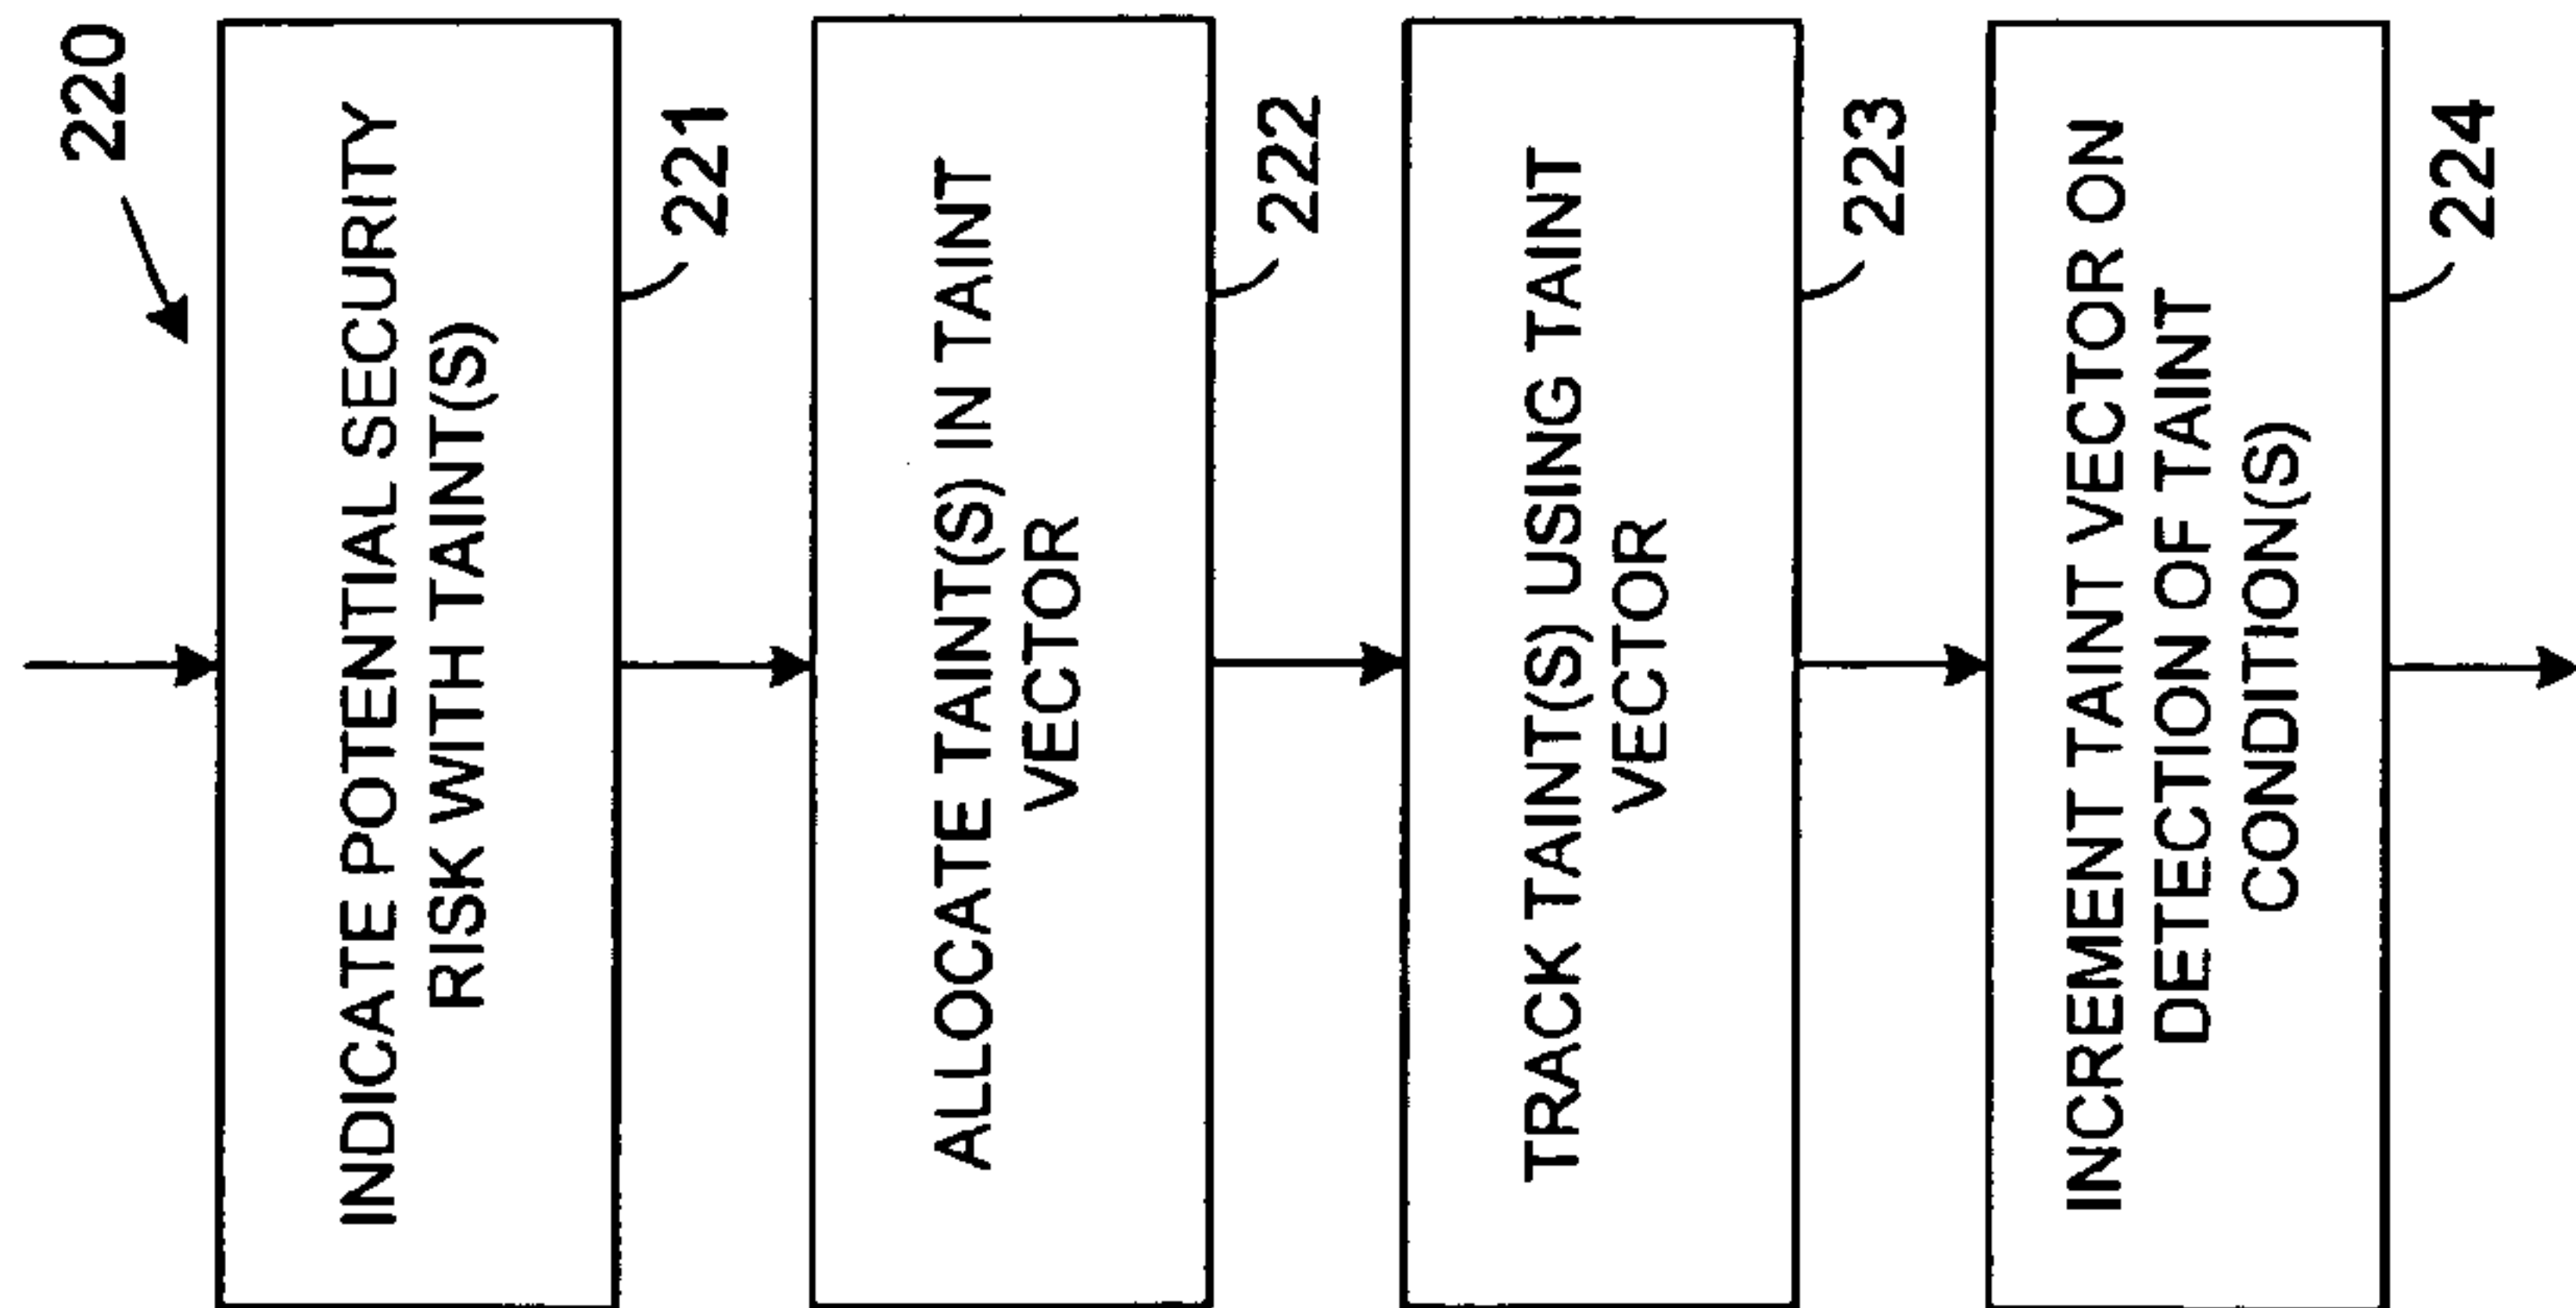 220
INDICATE POTENTIAL SECURITY
RISK WITH TAINT(S)
221
ALLOCATE TAINT(S) IN TAINT
VECTOR
222
TRACK TAINT(S) USING TAINT
VECTOR
223
INCREMENT TAINT VECTOR ON
DETECTION OF TAINT
CONDITION(S)
224